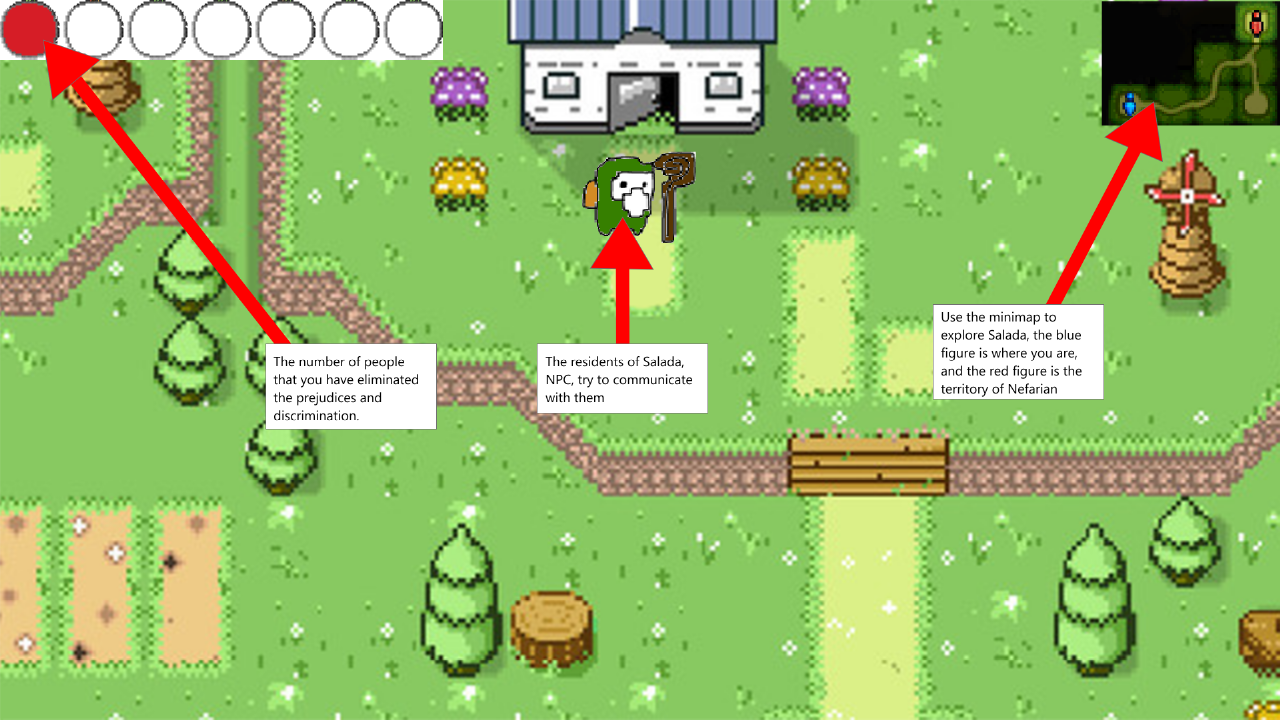 The number of people
that you have eliminated
the prejudices and
discrimination.
The residents of Salada,
NPC, try to communicate
with them
Use the minimap to
explore Salada, the blue
figure is where you are,
and the red figure is the
territory of Nefarian